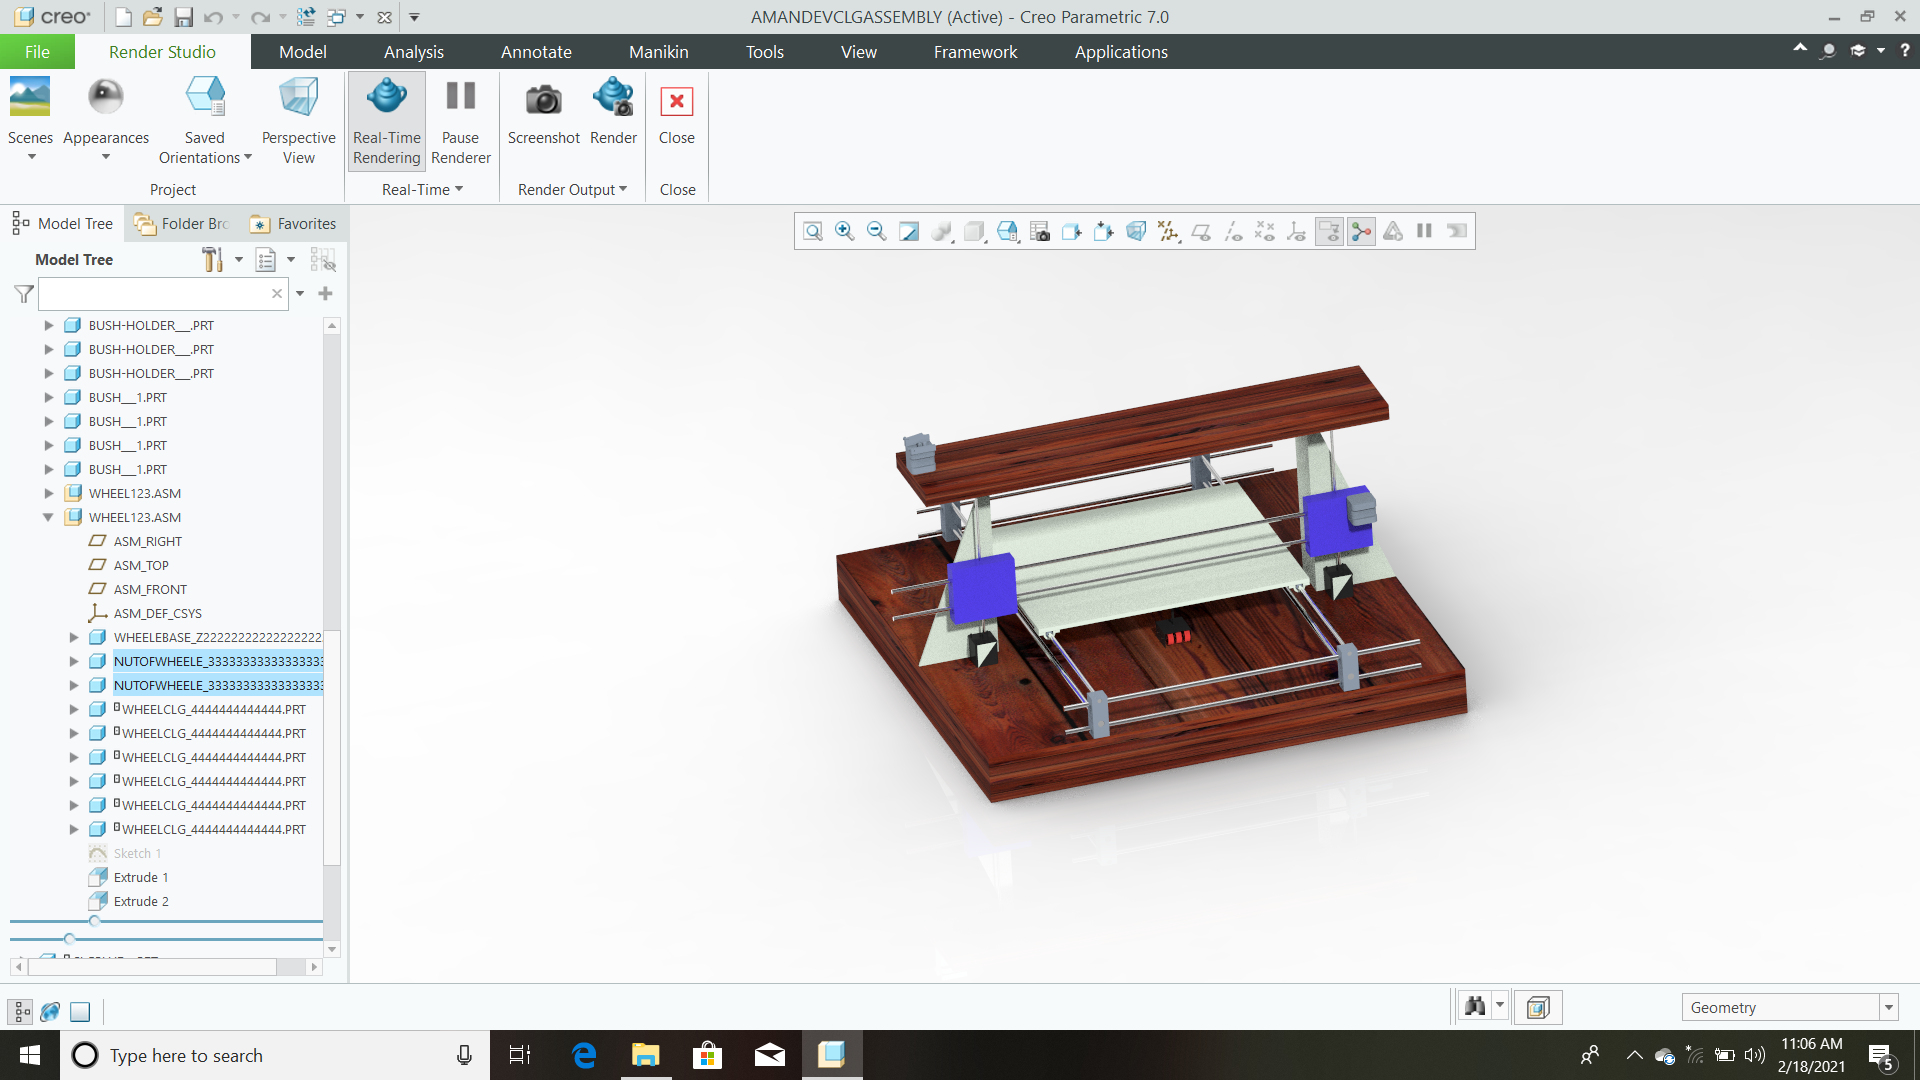 creo
AMANDEVCLGASSEMBLY (Active) - Creo Parametric 7.0
File Render Studio Model Analysis Annotate Manikin Tools View Framework Applications
Scenes Appearances Saved Orientations Perspective View Real-Time Rendering Pause Renderer Screenshot Render Close
Project Real-Time Render Output Close
Model Tree Folder Bro Favorites
Model Tree
BUSH-HOLDER__.PRT
BUSH-HOLDER__.PRT
BUSH-HOLDER__.PRT
BUSH__1.PRT
BUSH__1.PRT
BUSH__1.PRT
BUSH__1.PRT
WHEEL123.ASM
WHEEL123.ASM
ASM_RIGHT
ASM_TOP
ASM_FRONT
ASM_DEF_CSYS
WHEELEBASE_Z22222222222222222
NUTOFWHEELE_3333333333333333
NUTOFWHEELE_3333333333333333
WHEELCLG_4444444444444.PRT
WHEELCLG_4444444444444.PRT
WHEELCLG_4444444444444.PRT
WHEELCLG_4444444444444.PRT
WHEELCLG_4444444444444.PRT
WHEELCLG_4444444444444.PRT
Sketch 1
Extrude 1
Extrude 2
Geometry
Type here to search
11:06 AM
2/18/2021
5